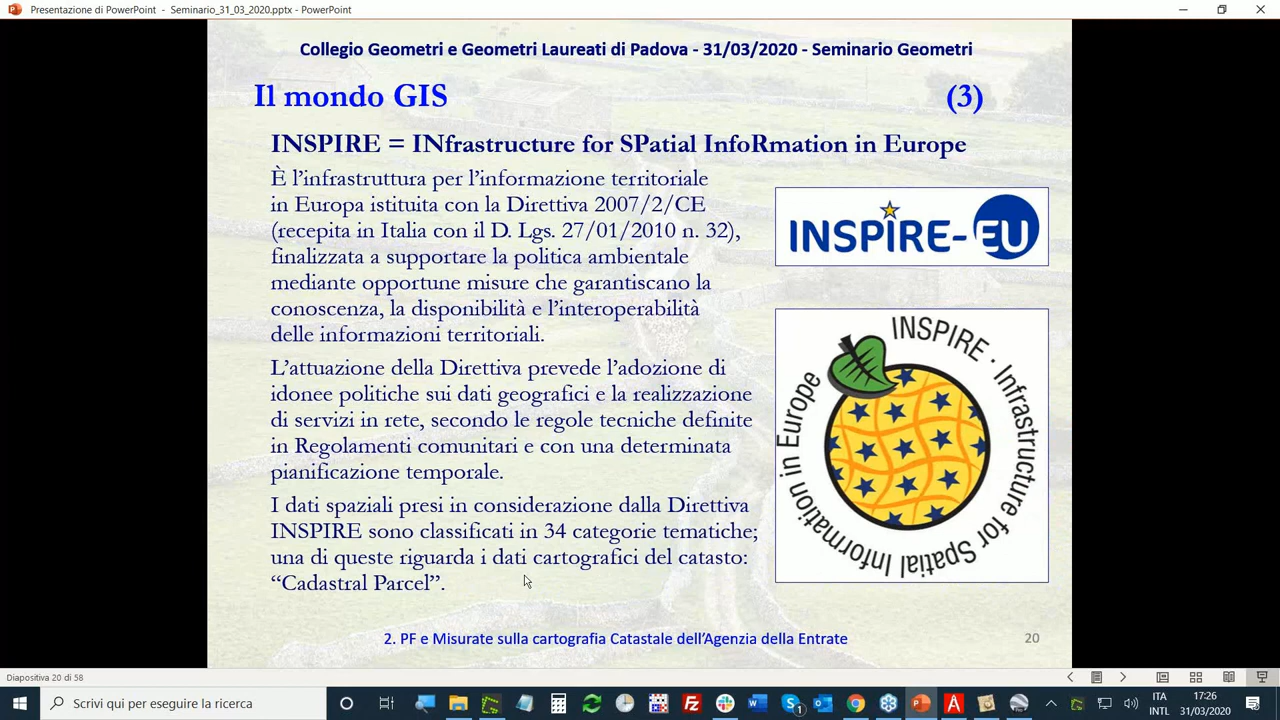 Presentazione di PowerPoint - Seminario_31_03_2020.pptx - PowerPoint
Collegio Geometri e Geometri Laureati di Padova - 31/03/2020 - Seminario Geometri
Il mondo GIS (3)
INSPIRE = INfrastructure for SPatial InfoRmation in Europe
È l’infrastruttura per l’informazione territoriale
in Europa istituita con la Direttiva 2007/2/CE
(recepita in Italia con il D. Lgs. 27/01/2010 n. 32),
finalizzata a supportare la politica ambientale
mediante opportune misure che garantiscano la
conoscenza, la disponibilità e l’interoperabilità
delle informazioni territoriali.
L’attuazione della Direttiva prevede l’adozione di
idonee politiche sui dati geografici e la realizzazione
di servizi in rete, secondo le regole tecniche definite
in Regolamenti comunitari e con una determinata
pianificazione temporale.
I dati spaziali presi in considerazione dalla Direttiva
INSPIRE sono classificati in 34 categorie tematiche;
una di queste riguarda i dati cartografici del catasto:
“Cadastral Parcel”.
INSPIRE-EU
INSPIRE · Infrastructure for Spatial Information in Europe
2. PF e Misurate sulla cartografia Catastale dell’Agenzia della Entrate
20
Diapositiva 20 di 58
Scrivi qui per eseguire la ricerca
ITA
INTL
17:26
31/03/2020